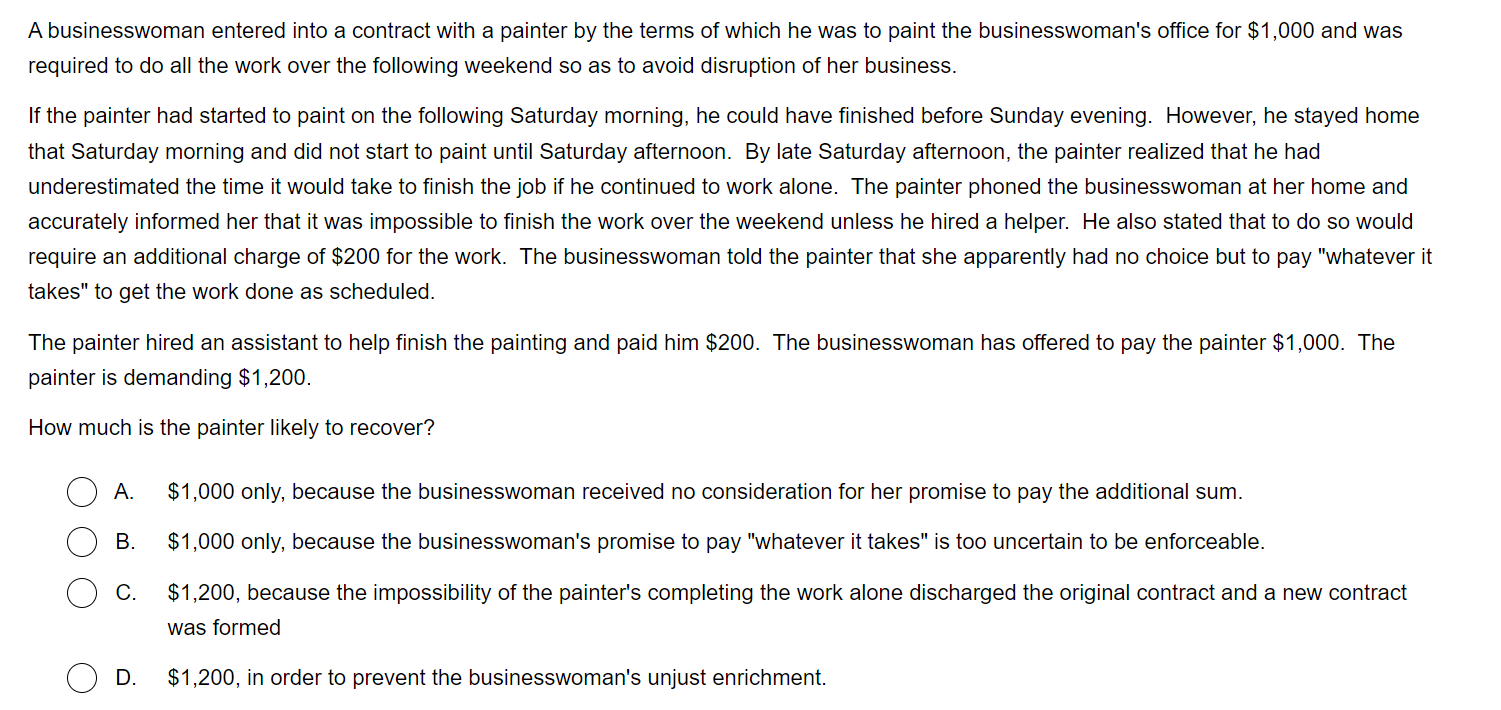 A businesswoman entered into a contract with a painter by the terms of which he was to paint the businesswoman's office for $1,000 and was
required to do all the work over the following weekend so as to avoid disruption of her business.
If the painter had started to paint on the following Saturday morning, he could have finished before Sunday evening. However, he stayed home
that Saturday morning and did not start to paint until Saturday afternoon. By late Saturday afternoon, the painter realized that he had
underestimated the time it would take to finish the job if he continued to work alone. The painter phoned the businesswoman at her home and
accurately informed her that it was impossible to finish the work over the weekend unless he hired a helper. He also stated that to do so would
require an additional charge of $200 for the work. The businesswoman told the painter that she apparently had no choice but to pay "whatever it
takes" to get the work done as scheduled.
The painter hired an assistant to help finish the painting and paid him $200. The businesswoman has offered to pay the painter $1,000. The
painter is demanding $1,200.
How much is the painter likely to recover?
A. $1,000 only, because the businesswoman received no consideration for her promise to pay the additional sum.
B. $1,000 only, because the businesswoman's promise to pay "whatever it takes" is too uncertain to be enforceable.
C. $1,200, because the impossibility of the painter's completing the work alone discharged the original contract and a new contract
was formed
D. $1,200, in order to prevent the businesswoman's unjust enrichment.